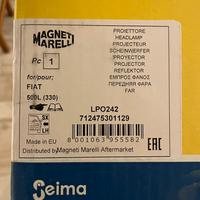 MAGNETI
MARELLI
PROIETTORE
HEADLAMP
PROJECTEUR
SCHEINWERFER
PROYECTOR
PROJECTOR
REFLEKTOR
ΕΜΠΡΟΣ ΦΑΝΟΣ
ПЕРЕДНЯЯ ФАРА
FAR
Pc. 1
for/pour;
FIAT
500L (330)
LPO242
712475301129
SX
LH
8 001063 955582
Made in EU
Distributed by Magneti Marelli Aftermarket
EAC
Seima